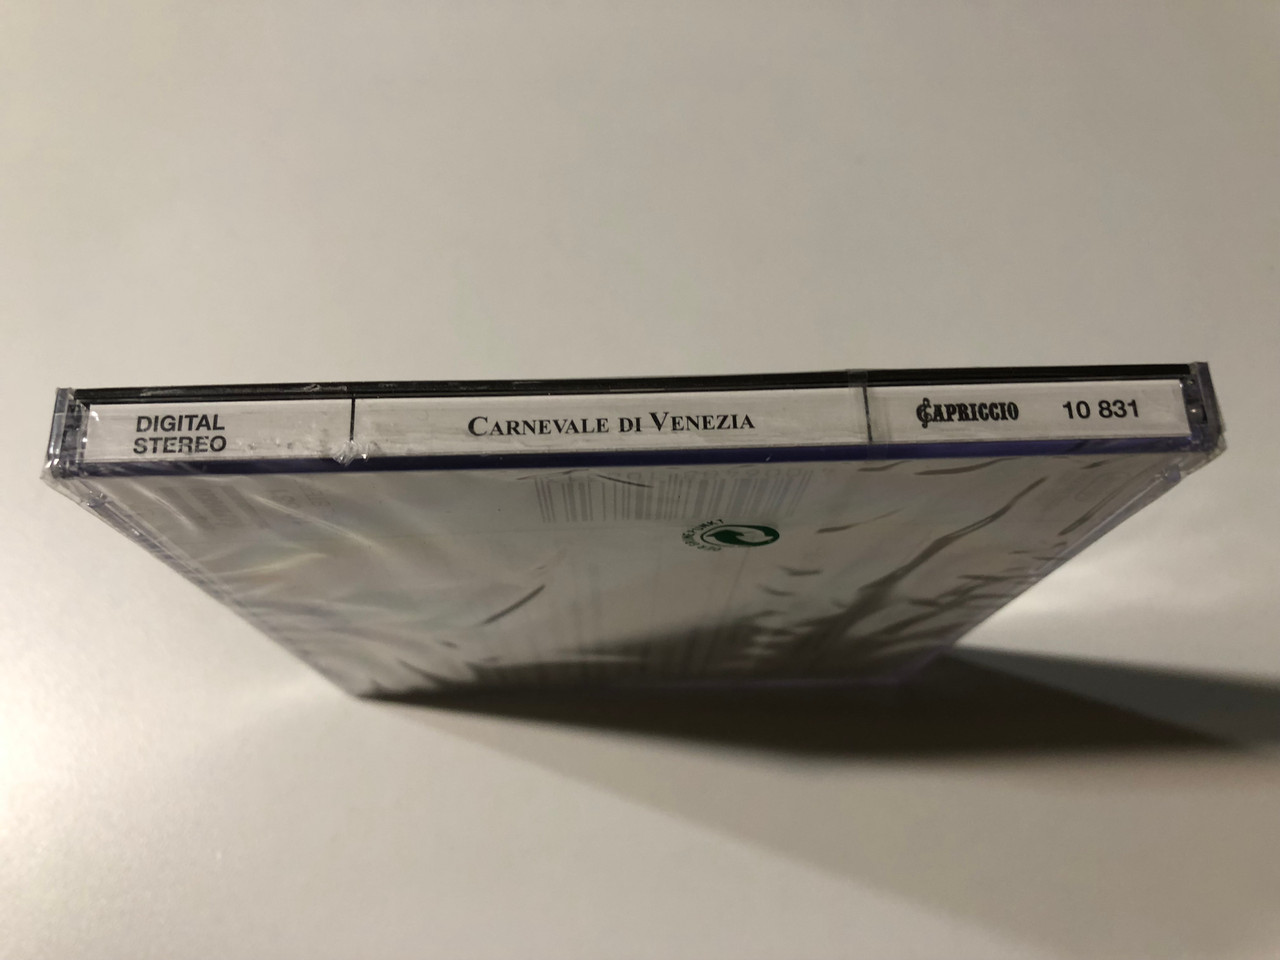 DIGITAL
STEREO
CARNEVALE DI VENEZIA
CAPRICCIO 10 831